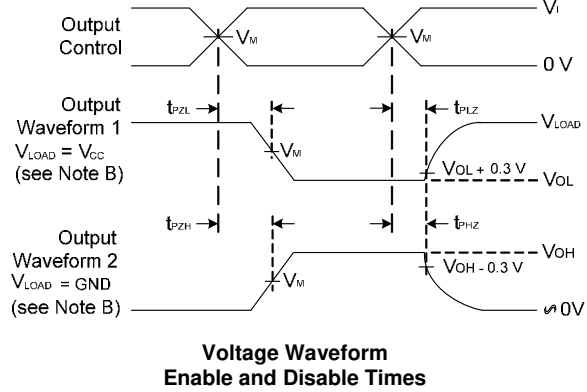 Output
Control
VI
VM
VM
0 V
Output
Waveform 1
VLOAD = VCC
(see Note B)
tPZL
tPLZ
VLOAD
VM
VOL + 0.3 V
VOL
Output
Waveform 2
VLOAD = GND
(see Note B)
tPZH
tPHZ
VOH
VOH - 0.3 V
VM
∽0V
Voltage Waveform
Enable and Disable Times